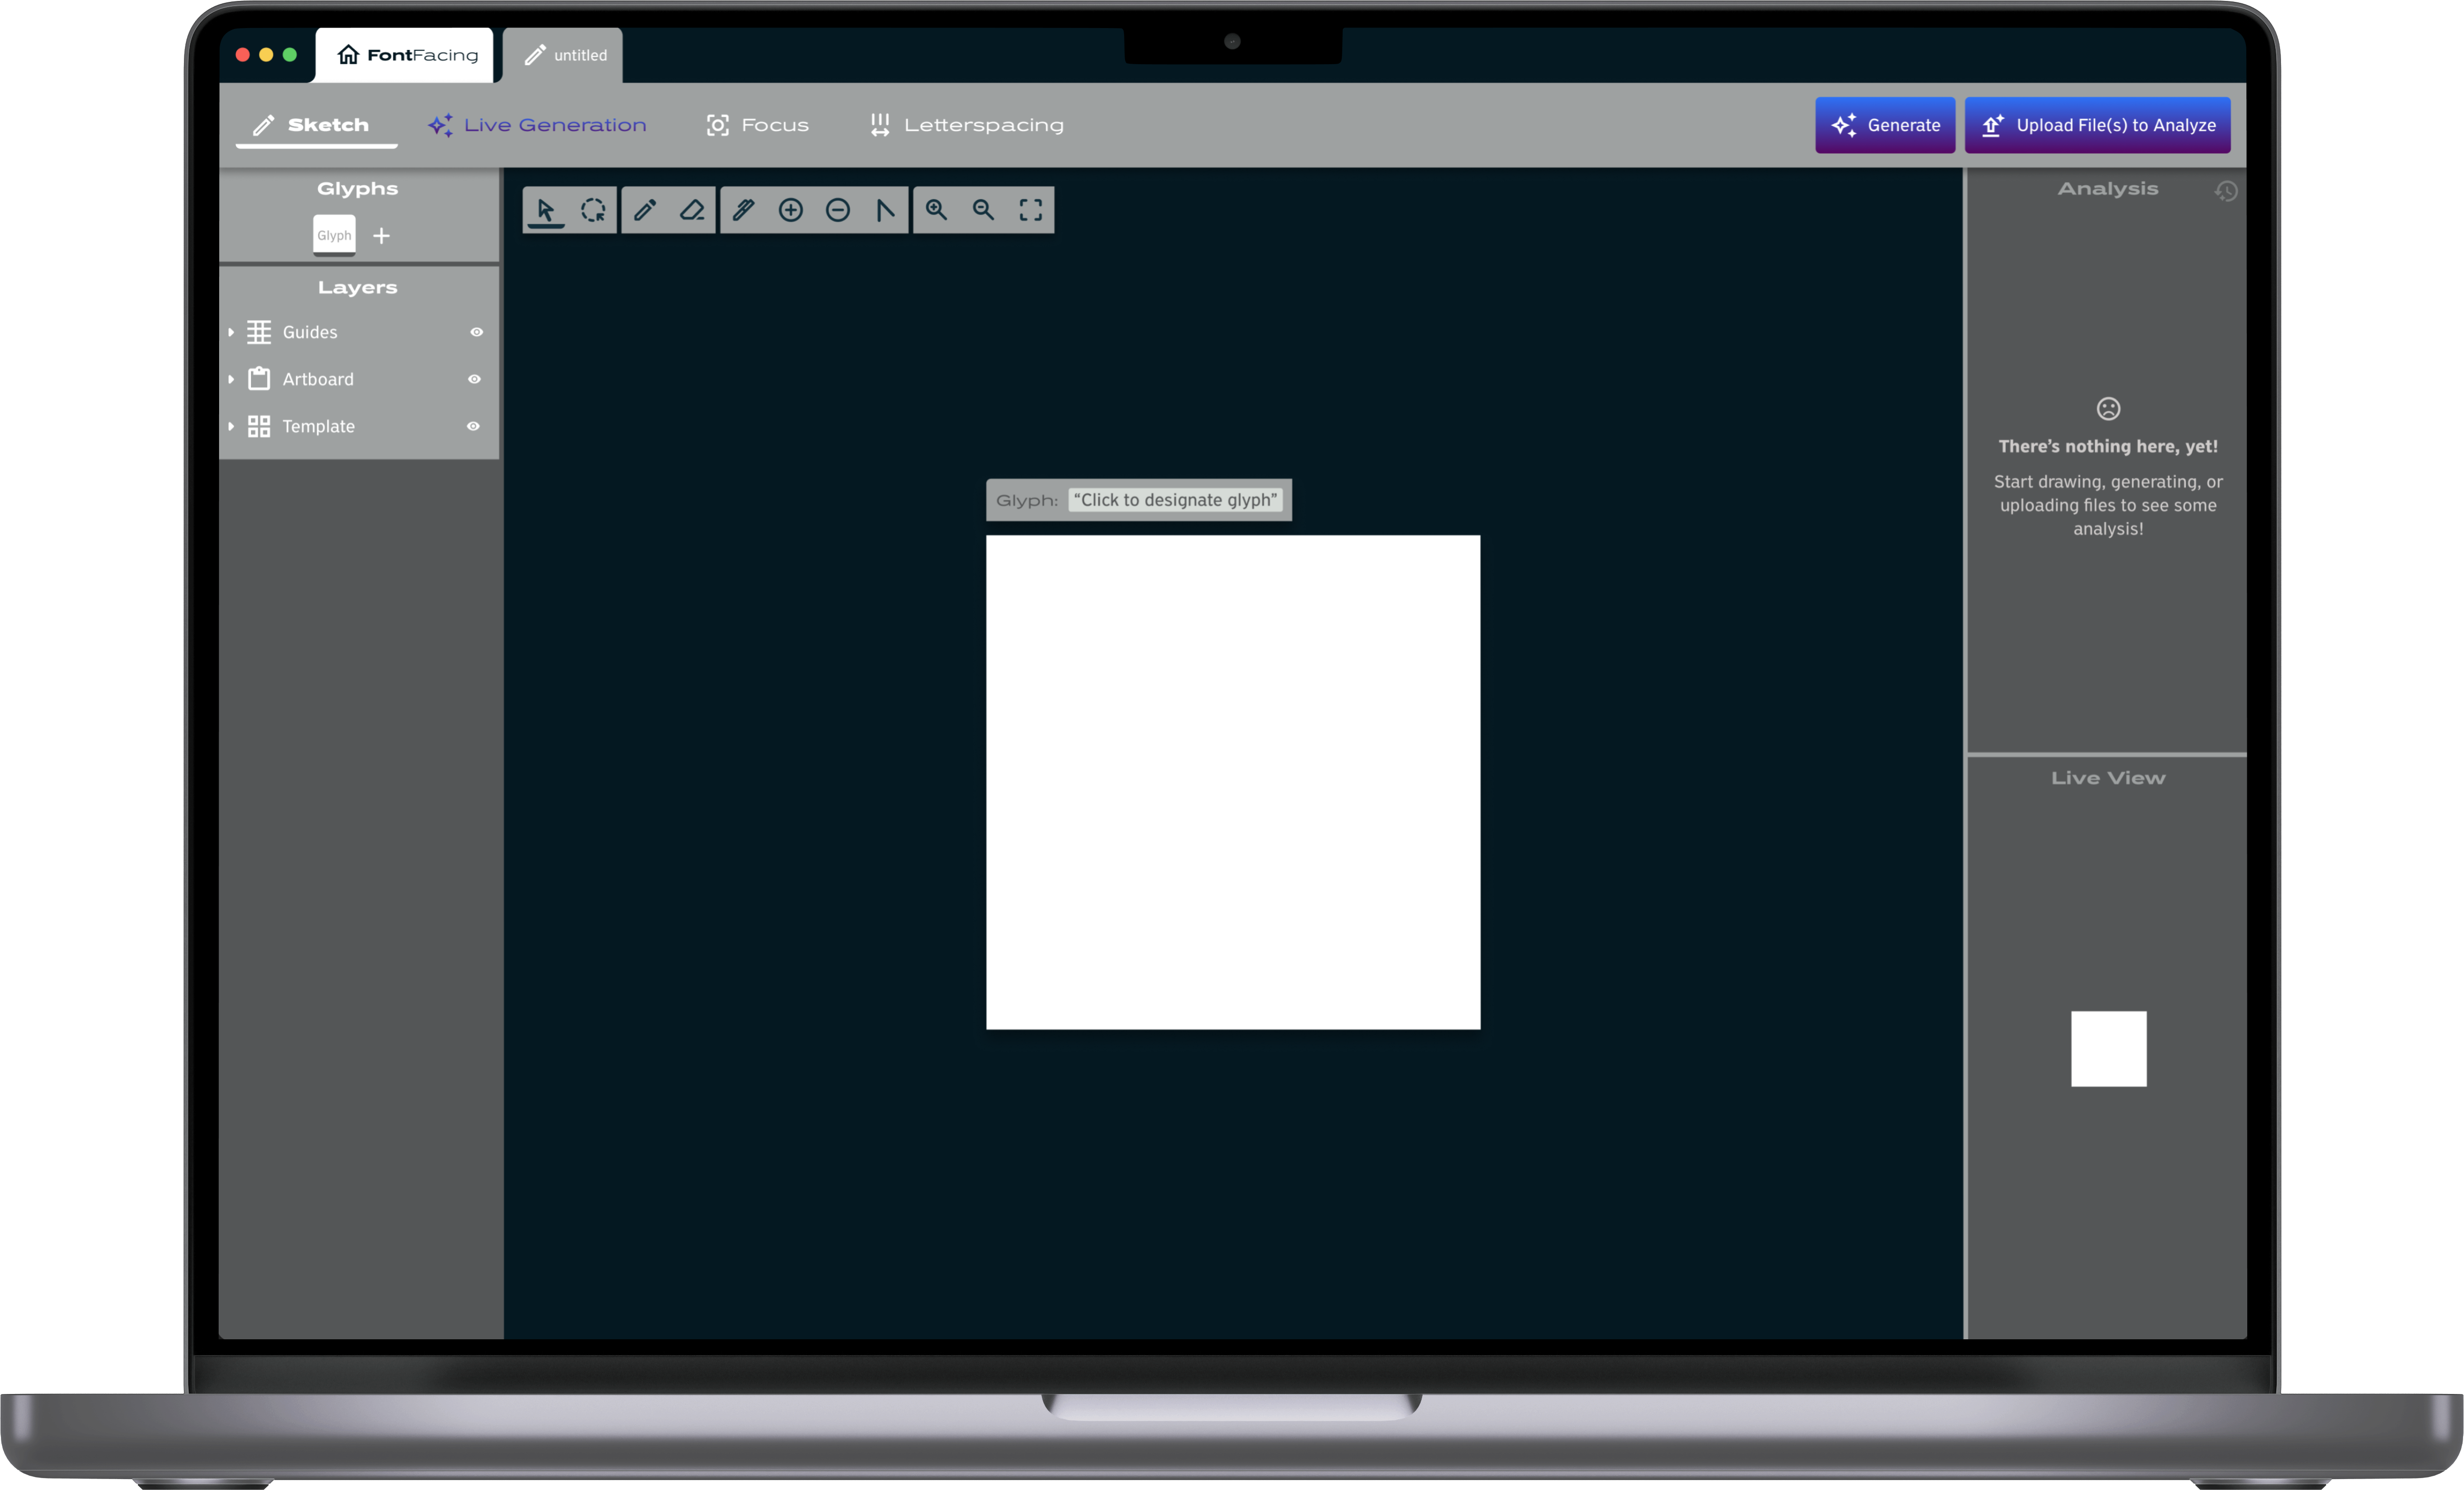 FontFacing
untitled
Sketch
Live Generation
Focus
Letterspacing
Generate
Upload File(s) to Analyze
Glyphs
Glyph
Layers
Guides
Artboard
Template
Glyph: “Click to designate glyph”
Analysis
There’s nothing here, yet!
Start drawing, generating, or
uploading files to see some
analysis!
Live View